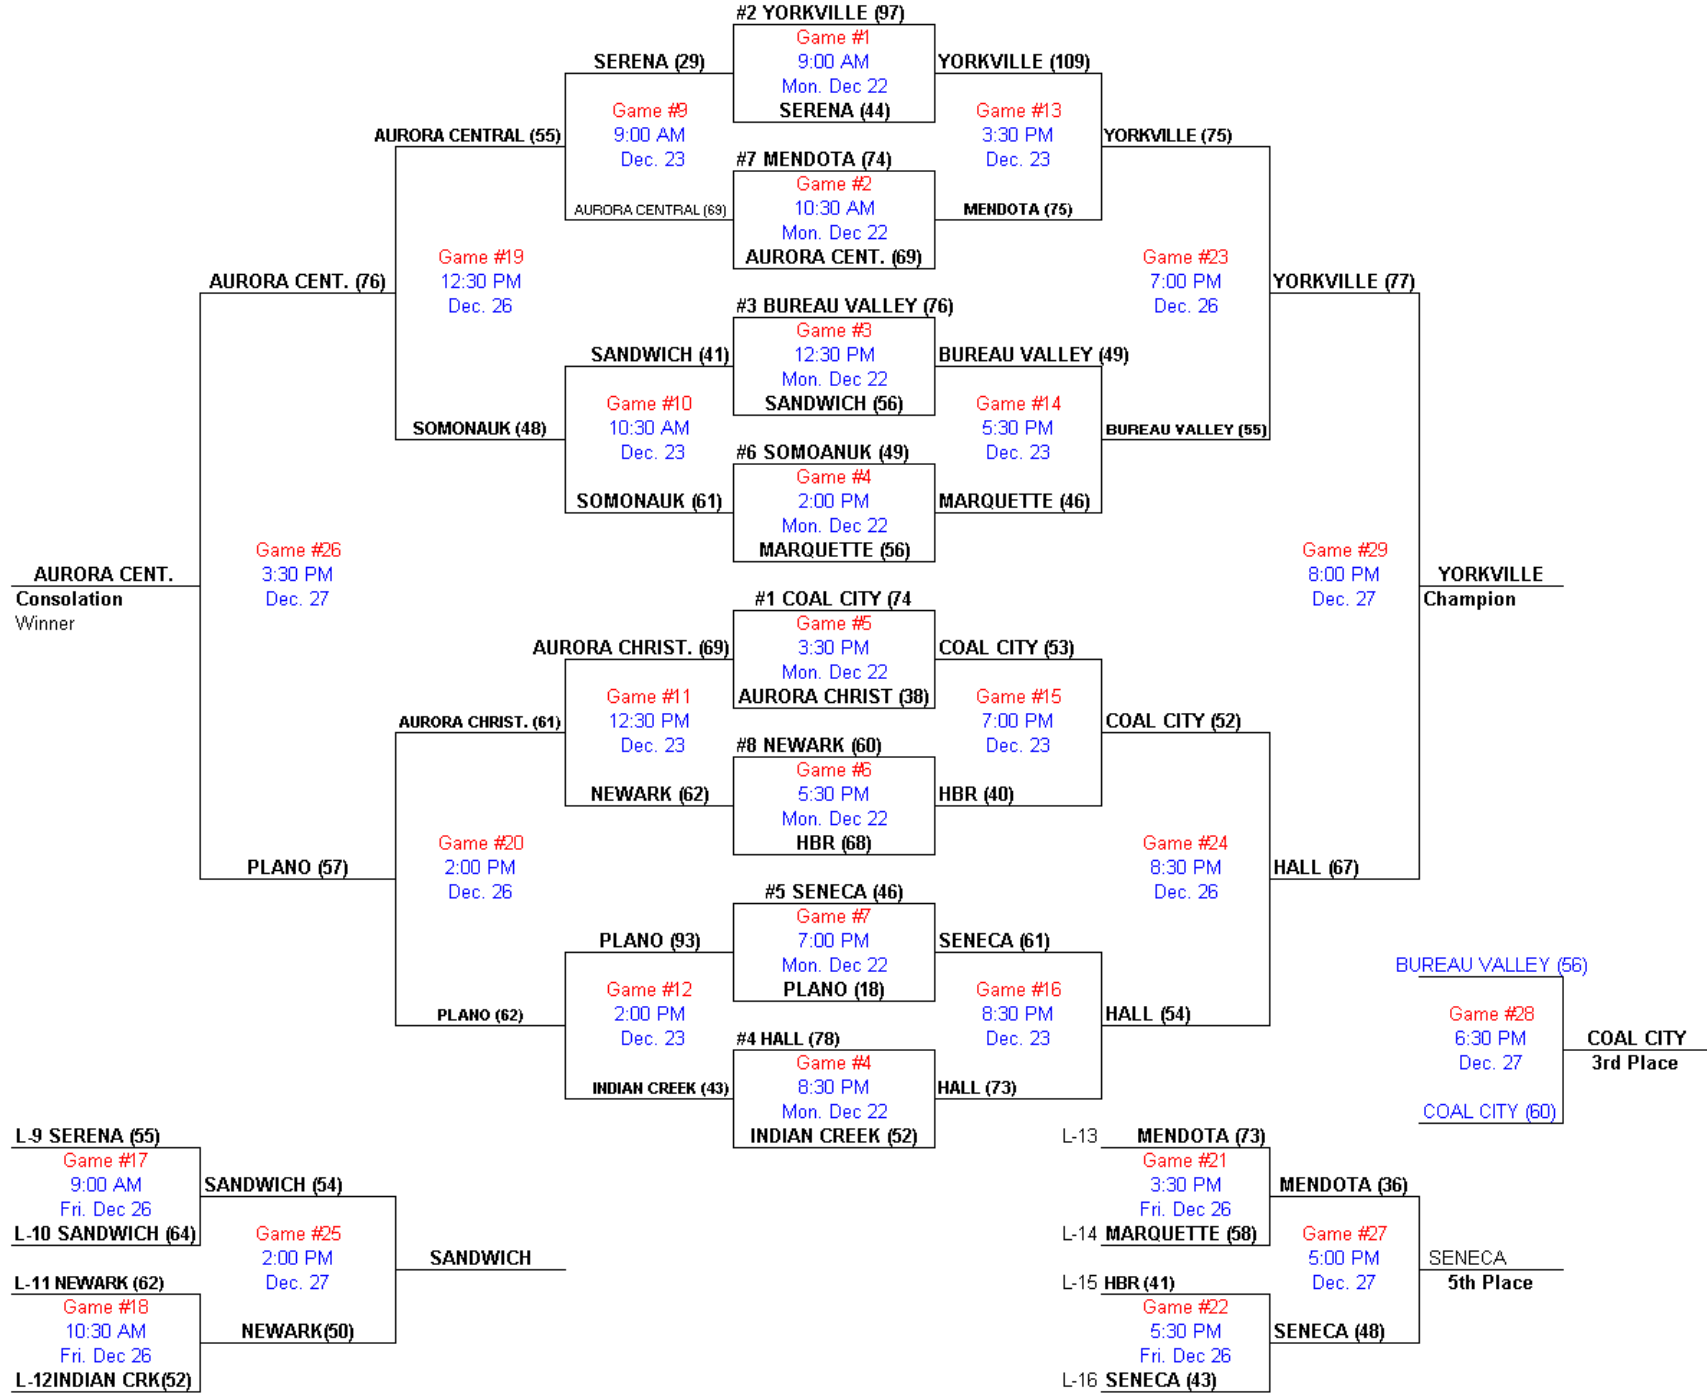 #2 YORKVILLE (97)
Game #1
9:00 AM
Mon. Dec 22
SERENA (44)
SERENA (29)
YORKVILLE (109)
Game #9
9:00 AM
Dec. 23
Game #13
3:30 PM
Dec. 23
AURORA CENTRAL (55)
YORKVILLE (75)
#7 MENDOTA (74)
Game #2
10:30 AM
Mon. Dec 22
AURORA CENT. (69)
AURORA CENTRAL (69)
MENDOTA (75)
Game #19
12:30 PM
Dec. 26
Game #23
7:00 PM
Dec. 26
AURORA CENT. (76)
YORKVILLE (77)
#3 BUREAU VALLEY (76)
Game #3
12:30 PM
Mon. Dec 22
SANDWICH (56)
SANDWICH (41)
BUREAU VALLEY (49)
Game #10
10:30 AM
Dec. 23
Game #14
5:30 PM
Dec. 23
SOMONAUK (48)
BUREAU VALLEY (55)
#6 SOMOANUK (49)
Game #4
2:00 PM
Mon. Dec 22
MARQUETTE (56)
SOMONAUK (61)
MARQUETTE (46)
Game #26
3:30 PM
Dec. 27
Game #29
8:00 PM
Dec. 27
AURORA CENT.
Consolation
Winner
YORKVILLE
Champion
#1 COAL CITY (74
Game #5
3:30 PM
Mon. Dec 22
AURORA CHRIST (38)
AURORA CHRIST. (69)
COAL CITY (53)
Game #11
12:30 PM
Dec. 23
Game #15
7:00 PM
Dec. 23
AURORA CHRIST. (61)
COAL CITY (52)
#8 NEWARK (60)
Game #6
5:30 PM
Mon. Dec 22
HBR (68)
NEWARK (62)
HBR (40)
Game #20
2:00 PM
Dec. 26
Game #24
8:30 PM
Dec. 26
PLANO (57)
HALL (67)
#5 SENECA (46)
Game #7
7:00 PM
Mon. Dec 22
PLANO (18)
PLANO (93)
SENECA (61)
Game #12
2:00 PM
Dec. 23
Game #16
8:30 PM
Dec. 23
PLANO (62)
HALL (54)
#4 HALL (78)
Game #4
8:30 PM
Mon. Dec 22
INDIAN CREEK (52)
INDIAN CREEK (43)
HALL (73)
BUREAU VALLEY (56)
Game #28
6:30 PM
Dec. 27
COAL CITY (60)
COAL CITY
3rd Place
L-9 SERENA (55)
Game #17
9:00 AM
Fri. Dec 26
L-10 SANDWICH (64)
SANDWICH (54)
Game #25
2:00 PM
Dec. 27
SANDWICH
L-11 NEWARK (62)
Game #18
10:30 AM
Fri. Dec 26
L-12INDIAN CRK(52)
NEWARK(50)
L-13 MENDOTA (73)
Game #21
3:30 PM
Fri. Dec 26
L-14 MARQUETTE (58)
MENDOTA (36)
Game #27
5:00 PM
Dec. 27
SENECA
5th Place
L-15 HBR (41)
Game #22
5:30 PM
Fri. Dec 26
L-16 SENECA (43)
SENECA (48)